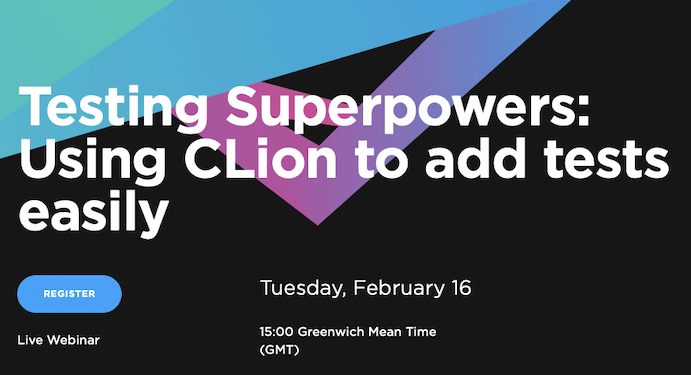 Testing Superpowers:
Using CLion to add tests
easily
REGISTER
Live Webinar
Tuesday, February 16
15:00 Greenwich Mean Time
(GMT)